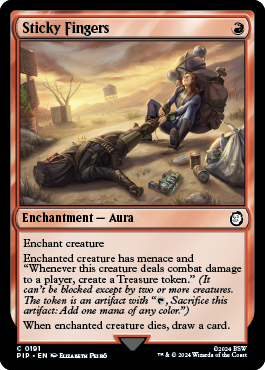 Sticky Fingers
Enchantment — Aura
Enchant creature
Enchanted creature has menace and
“Whenever this creature deals combat damage
to a player, create a Treasure token.” (It
can’t be blocked except by two or more creatures.
The token is an artifact with “, Sacrifice this
artifact: Add one mana of any color.”)
When enchanted creature dies, draw a card.
C 0191
PIP • EN
©2024 BSW
™ & © 2024 Wizards of the Coast